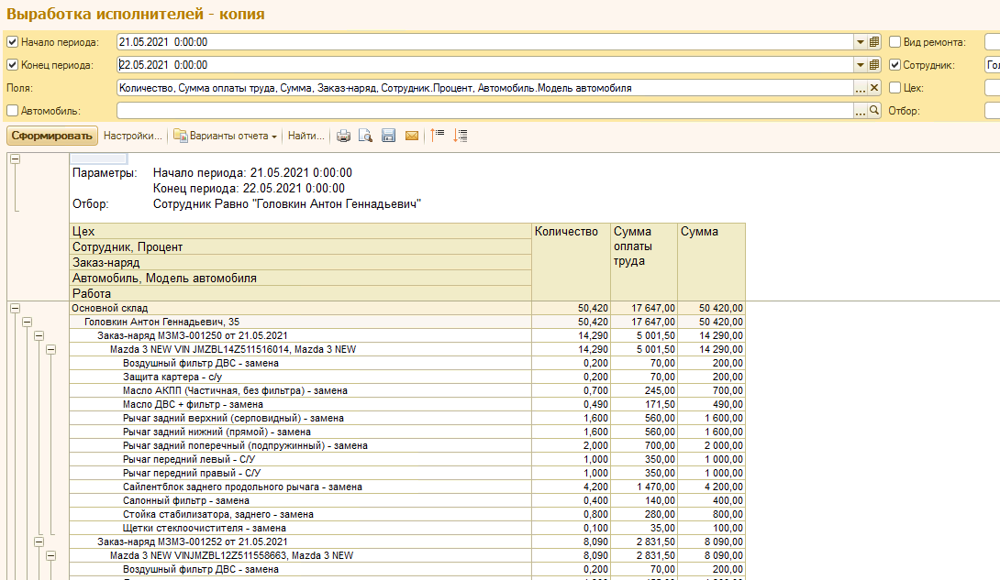 Выработка исполнителей - копия
Начало периода: 21.05.2021 0:00:00 Вид ремонта:
Конец периода: 22.05.2021 0:00:00 Сотрудник:
Поля: Количество, Сумма оплаты труда, Сумма, Заказ-наряд, Сотрудник.Процент, Автомобиль.Модель автомобиля ... Цех:
Автомобиль: ... Отбор:
Сформировать Настройки... Варианты отчета Найти...
Параметры: Начало периода: 21.05.2021 0:00:00
Конец периода: 22.05.2021 0:00:00
Отбор: Сотрудник Равно "Головкин Антон Геннадьевич"
Цех Количество Сумма оплаты труда Сумма
Сотрудник, Процент
Заказ-наряд
Автомобиль, Модель автомобиля
Работа
Основной склад 50,420 17 647,00 50 420,00
Головкин Антон Геннадьевич, 35 50,420 17 647,00 50 420,00
Заказ-наряд МЗМЗ-001250 от 21.05.2021 14,290 5 001,50 14 290,00
Mazda 3 NEW VIN JMZBL14Z511516014, Mazda 3 NEW 14,290 5 001,50 14 290,00
Воздушный фильтр ДВС - замена 0,200 70,00 200,00
Защита картера - с/у 0,200 70,00 200,00
Масло АКПП (Частичная, без фильтра) - замена 0,700 245,00 700,00
Масло ДВС + фильтр - замена 0,490 171,50 490,00
Рычаг задний верхний (серповидный) - замена 1,600 560,00 1 600,00
Рычаг задний нижний (прямой) - замена 1,600 560,00 1 600,00
Рычаг задний поперечный (подпружинный) - замена 2,000 700,00 2 000,00
Рычаг передний левый - С/У 1,000 350,00 1 000,00
Рычаг передний правый - С/У 1,000 350,00 1 000,00
Сайлентблок заднего продольного рычага - замена 4,200 1 470,00 4 200,00
Салонный фильтр - замена 0,400 140,00 400,00
Стойка стабилизатора, заднего - замена 0,800 280,00 800,00
Щетки стеклоочистителя - замена 0,100 35,00 100,00
Заказ-наряд МЗМЗ-001252 от 21.05.2021 8,090 2 831,50 8 090,00
Mazda 3 NEW VINJMZBL12Z511558663, Mazda 3 NEW 8,090 2 831,50 8 090,00
Воздушный фильтр ДВС - замена 0,200 70,00 200,00